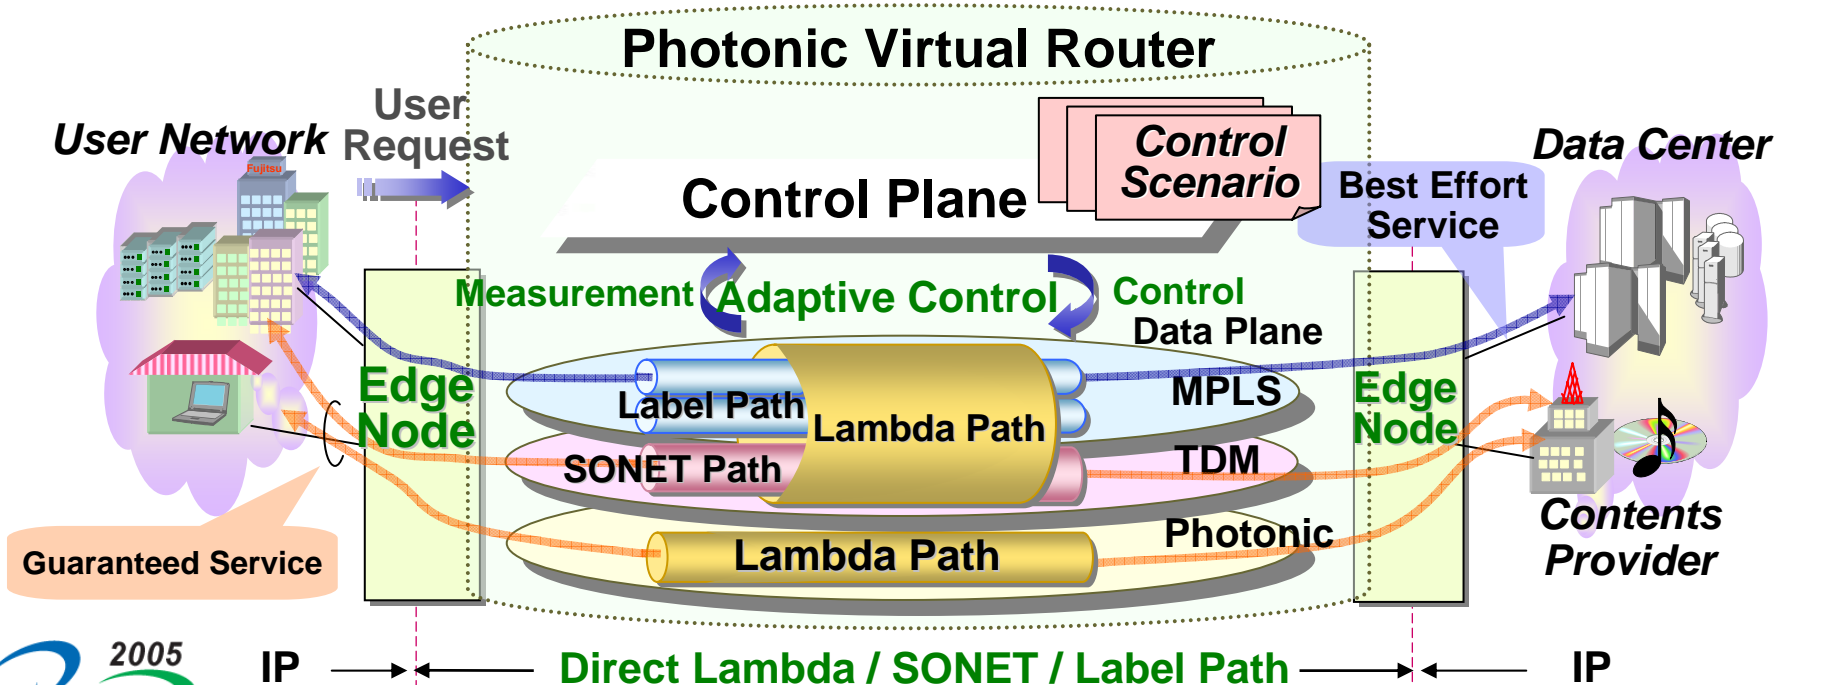 Photonic Virtual Router
User
Request
User Network
Fujitsu
Control
Scenario
Data Center
Control Plane
Best Effort
Service
Measurement
Adaptive Control
Control
Data Plane
Edge
Node
Label Path
Lambda Path
MPLS
Edge
Node
SONET Path
TDM
Guaranteed Service
Lambda Path
Photonic
Contents
Provider
2005
IP
Direct Lambda / SONET / Label Path
IP